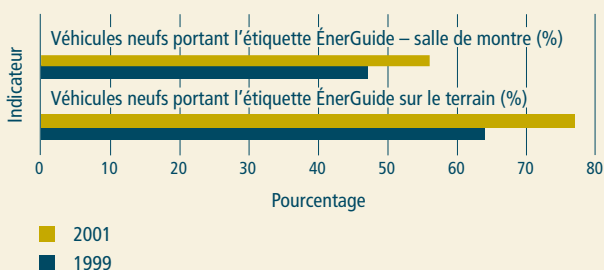 Indicateur
Véhicules neufs portant l'étiquette ÉnerGuide – salle de montre (%)
Véhicules neufs portant l'étiquette ÉnerGuide sur le terrain (%)
0 10 20 30 40 50 60 70 80
Pourcentage
2001
1999